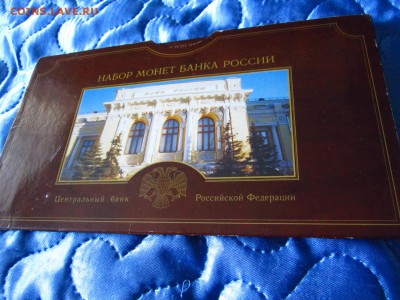 COINS.LAVE.RU
НАБОР МОНЕТ БАНКА РОССИИ
Центральный банк Российской Федерации